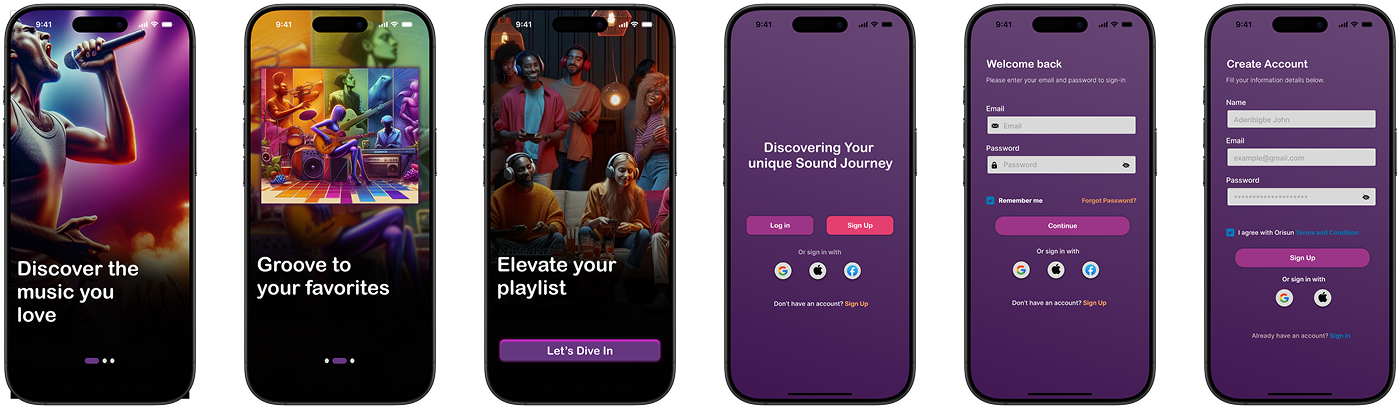 9:41
Discover the
music you
love
9:41
Groove to
your favorites
9:41
Elevate your
playlist
Let's Dive In
9:41
Discovering Your
unique Sound Journey
Log in
Sign Up
Or sign in with
Don't have an account? Sign Up
9:41
Welcome back
Please enter your email and password to sign-in
Email
Email
Password
Password
Remember me
Forgot Password?
Continue
Or sign in with
Don't have an account? Sign Up
9:41
Create Account
Fill your information details below.
Name
Aderibigbe John
Email
example@gmail.com
Password
********************
I agree with Orisun Terms and Condition
Sign Up
Or sign in with
Already have an account? Sign in